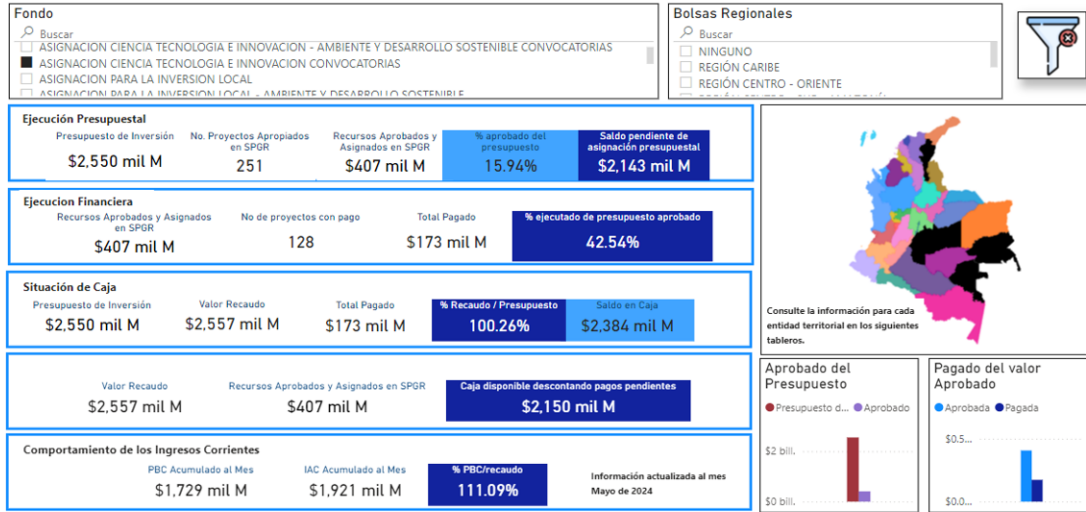 Fondo
Buscar
ASIGNACION CIENCIA TECNOLOGIA E INNOVACION - AMBIENTE Y DESARROLLO SOSTENIBLE CONVOCATORIAS
ASIGNACION CIENCIA TECNOLOGIA E INNOVACION CONVOCATORIAS
ASIGNACION PARA LA INVERSION LOCAL
ASIGNACION PARA LA INVERSION LOCAL - AMBIENTE Y DESARROLLO SOSTENIBLE
Bolsas Regionales
Buscar
NINGUNO
REGIÓN CARIBE
REGIÓN CENTRO - ORIENTE
Ejecución Presupuestal
Presupuesto de Inversión
$2,550 mil M
No. Proyectos Apropiados
en SPGR
251
Recursos Aprobados y
Asignados en SPGR
$407 mil M
% aprobado del
presupuesto
15.94%
Saldo pendiente de
asignación presupuestal
$2,143 mil M
Ejecucion Financiera
Recursos Aprobados y Asignados
en SPGR
$407 mil M
No de proyectos con pago
128
Total Pagado
$173 mil M
% ejecutado de presupuesto aprobado
42.54%
Situación de Caja
Presupuesto de Inversión
$2,550 mil M
Valor Recaudo
$2,557 mil M
Total Pagado
$173 mil M
% Recaudo / Presupuesto
100.26%
Saldo en Caja
$2,384 mil M
Valor Recaudo
$2,557 mil M
Recursos Aprobados y Asignados en SPGR
$407 mil M
Caja disponible descontando pagos pendientes
$2,150 mil M
Comportamiento de los Ingresos Corrientes
PBC Acumulado al Mes
$1,729 mil M
IAC Acumulado al Mes
$1,921 mil M
% PBC/recaudo
111.09%
Información actualizada al mes
Mayo de 2024
Consulte la información para cada
entidad territorial en los siguientes
tableros.
Aprobado del
Presupuesto
Presupuesto d... Aprobado
$2 bill.
$0 bill.
Pagado del valor
Aprobado
Aprobada Pagada
$0.5...
$0.0...